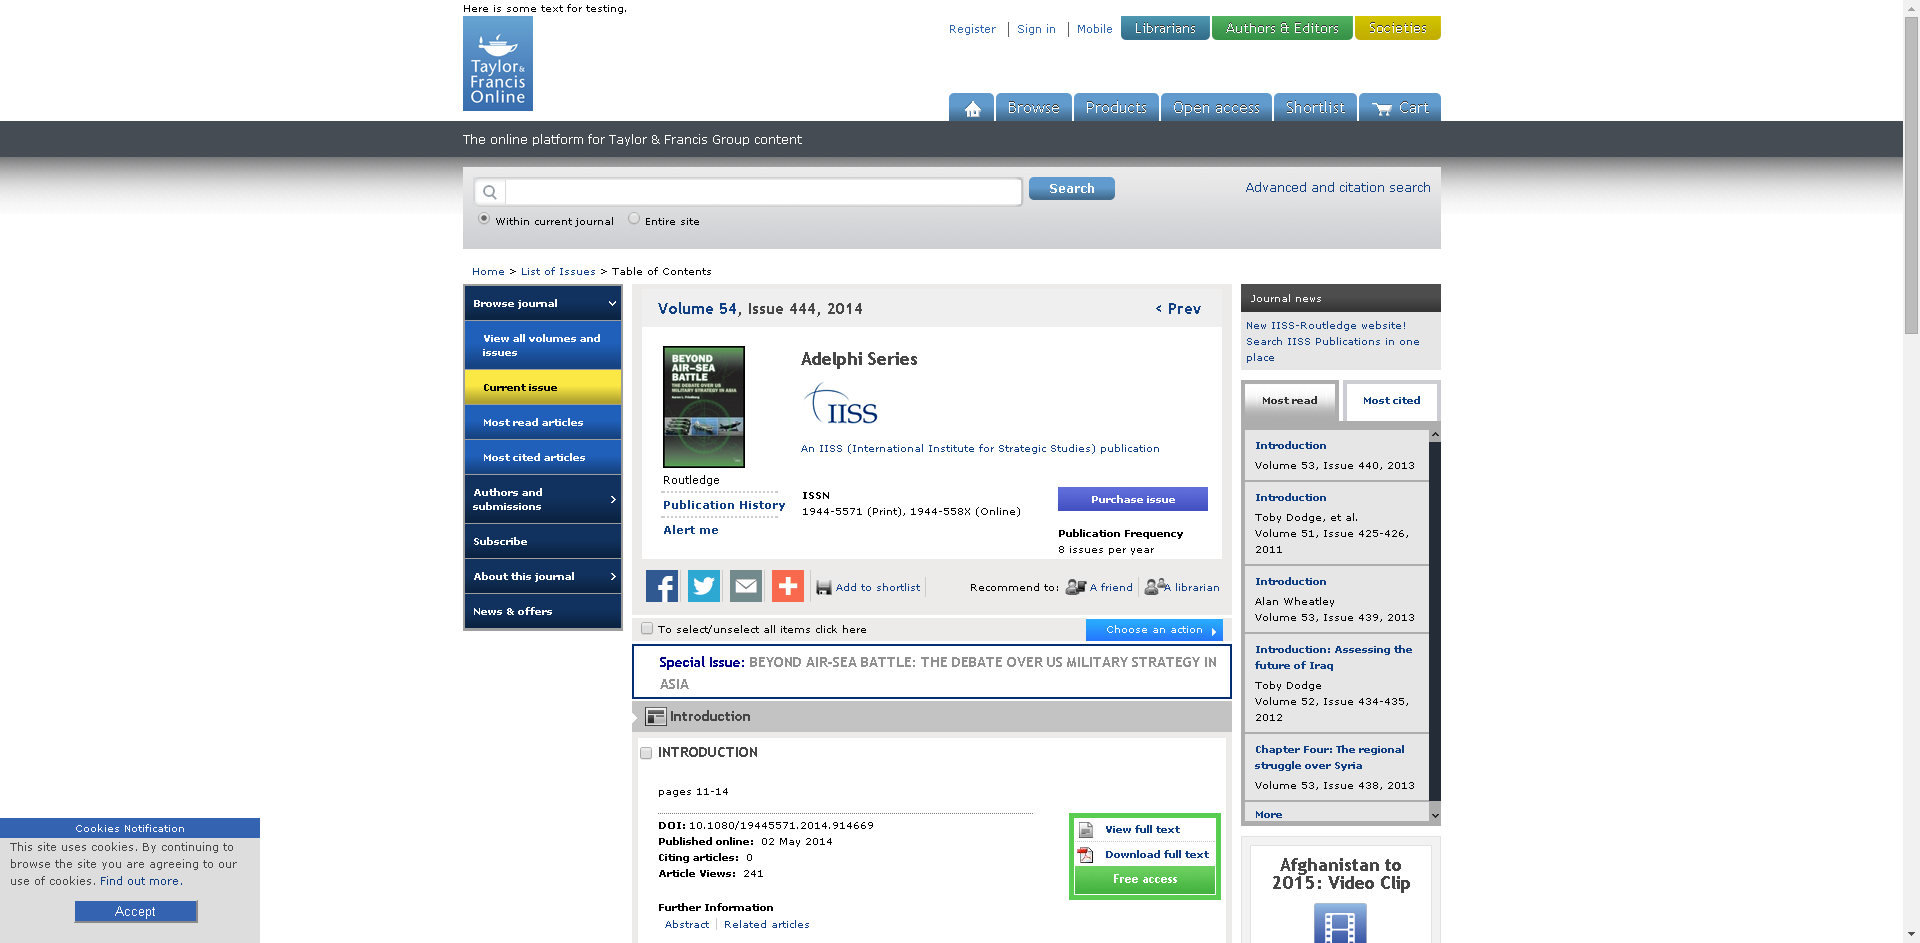 Here is some text for testing.
Taylor &
Francis
Online
Register
Sign in
Mobile
Librarians
Authors & Editors
Societies
Browse
Products
Open access
Shortlist
Cart
The online platform for Taylor & Francis Group content
Search
Advanced and citation search
Within current journal
Entire site
Home > List of Issues > Table of Contents
Browse journal
View all volumes and
issues
Current issue
Most read articles
Most cited articles
Authors and
submissions
Subscribe
About this journal
News & offers
Volume 54, Issue 444, 2014
< Prev
BEYOND
AIR–SEA
BATTLE
THE DEBATE OVER US
MILITARY STRATEGY IN ASIA
Routledge
Publication History
Alert me
Adelphi Series
IISS
An IISS (International Institute for Strategic Studies) publication
ISSN
1944-5571 (Print), 1944-558X (Online)
Purchase issue
Publication Frequency
8 issues per year
Add to shortlist
Recommend to:
A friend
A librarian
To select/unselect all items click here
Choose an action
Special Issue: BEYOND AIR-SEA BATTLE: THE DEBATE OVER US MILITARY STRATEGY IN
ASIA
Introduction
INTRODUCTION
pages 11-14
DOI: 10.1080/19445571.2014.914669
Published online: 02 May 2014
Citing articles: 0
Article Views: 241
Further Information
Abstract
Related articles
View full text
Download full text
Free access
Journal news
New IISS-Routledge website!
Search IISS Publications in one
place
Most read
Most cited
Introduction
Volume 53, Issue 440, 2013
Introduction
Toby Dodge, et al.
Volume 51, Issue 425-426,
2011
Introduction
Alan Wheatley
Volume 53, Issue 439, 2013
Introduction: Assessing the
future of Iraq
Toby Dodge
Volume 52, Issue 434-435,
2012
Chapter Four: The regional
struggle over Syria
Volume 53, Issue 438, 2013
More
Afghanistan to
2015: Video Clip
Cookies Notification
This site uses cookies. By continuing to
browse the site you are agreeing to our
use of cookies. Find out more.
Accept